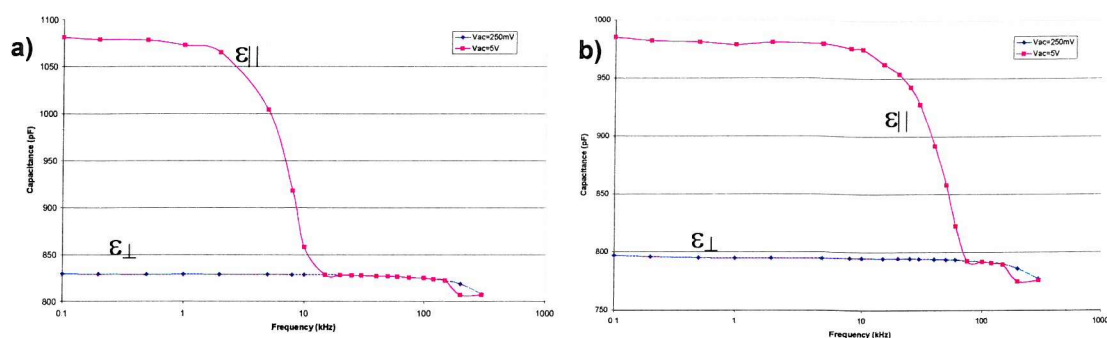 a)
1100
1050
1000
950
900
850
800
Capacitance (pF)
0.1
1
10
100
1000
Frequency (kHz)
Vac=250mV
Vac=5V
ε||
ε⊥
b)
1000
950
900
850
800
750
Capacitance (pF)
0.1
1
10
100
1000
Frequency (kHz)
Vac=250mV
Vac=5V
ε||
ε⊥